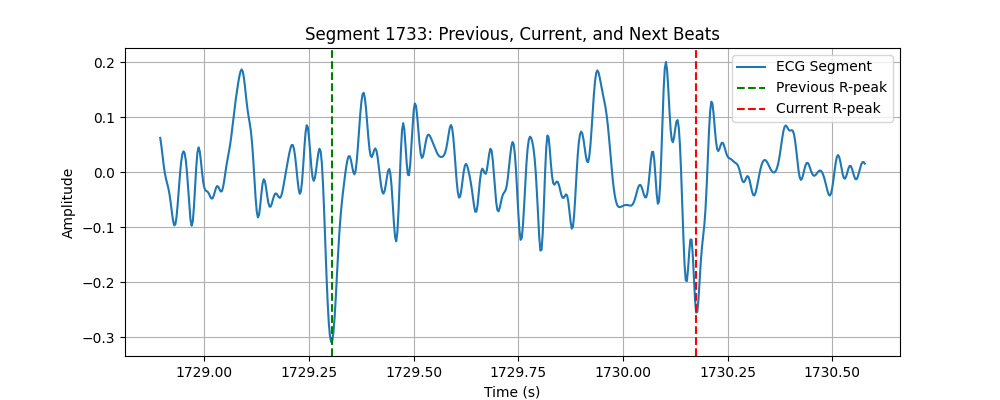 Segment 1733: Previous, Current, and Next Beats
ECG Segment
Previous R-peak
Current R-peak
Amplitude
0.2
0.1
0.0
−0.1
−0.2
−0.3
1729.00 1729.25 1729.50 1729.75 1730.00 1730.25 1730.50
Time (s)